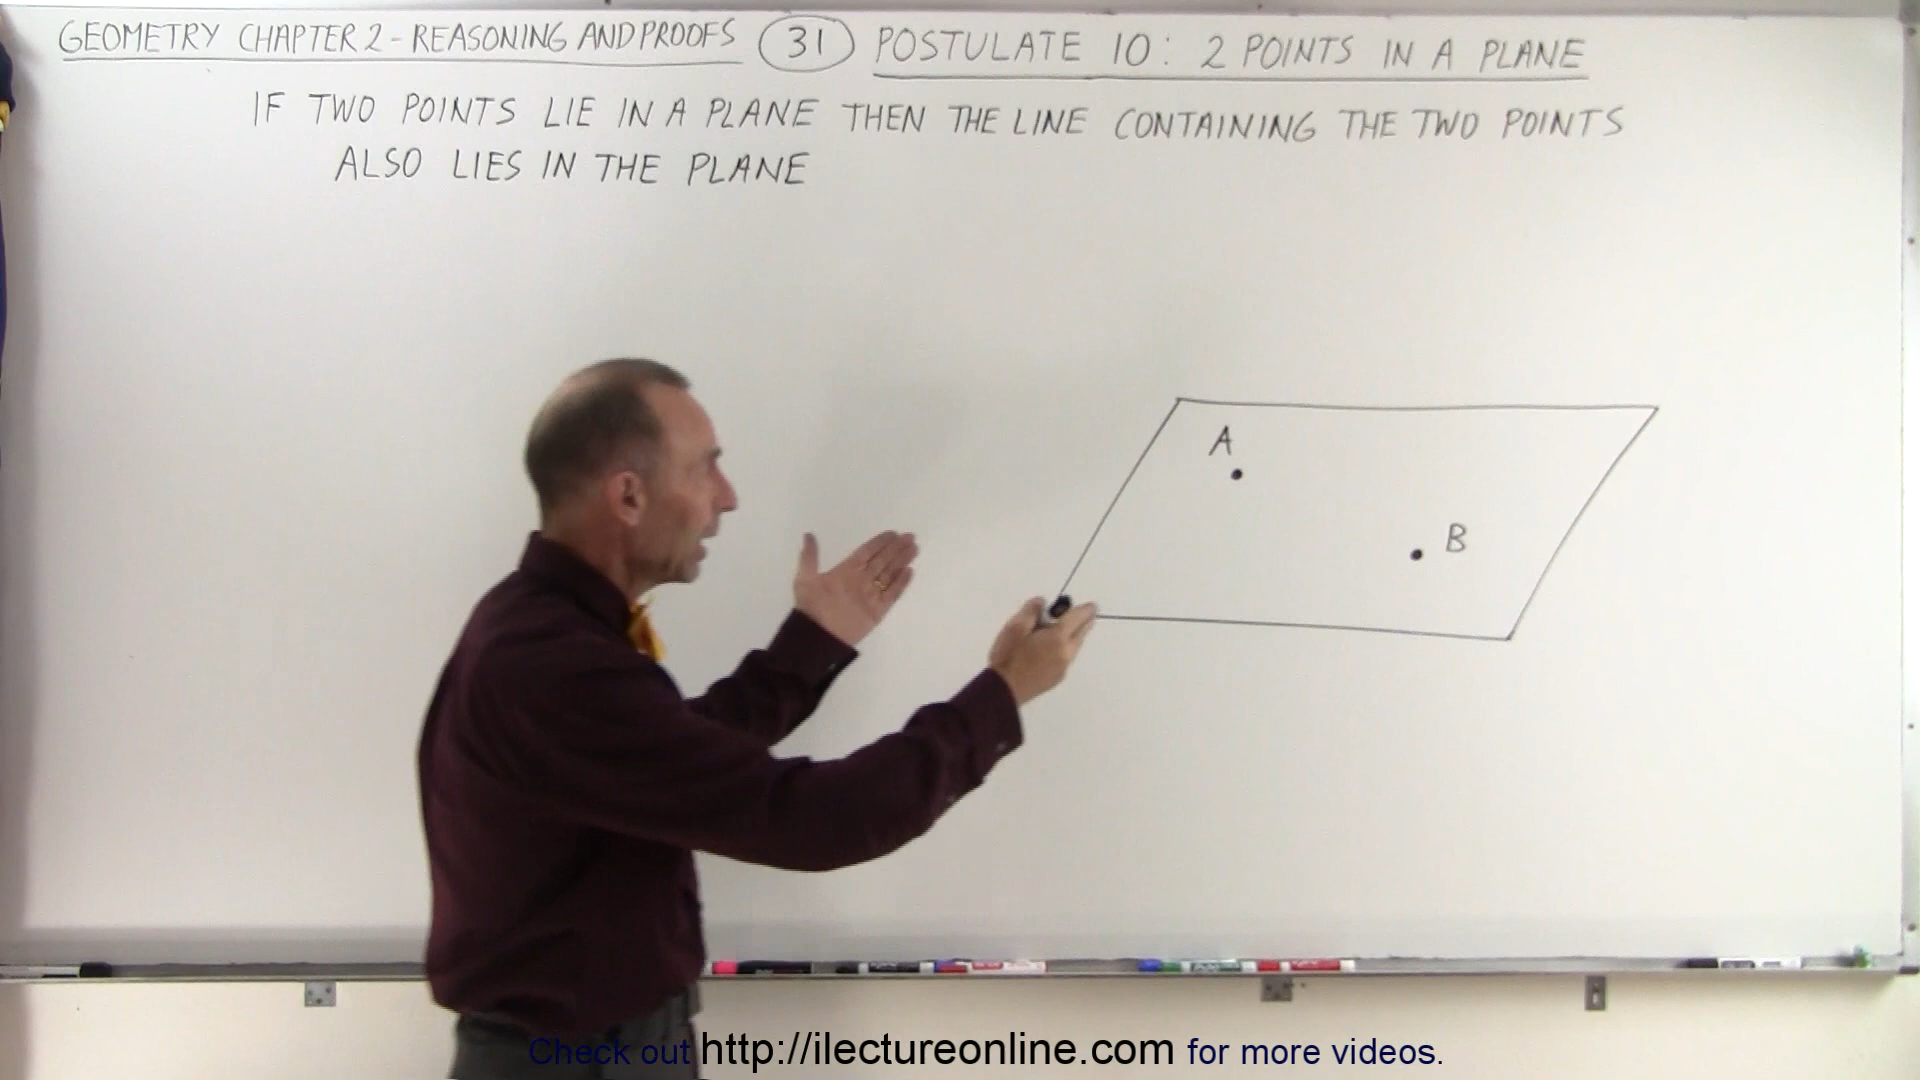 GEOMETRY CHAPTER 2 - REASONING AND PROOFS 31 POSTULATE 10: 2 POINTS IN A PLANE
IF TWO POINTS LIE IN A PLANE THEN THE LINE CONTAINING THE TWO POINTS
ALSO LIES IN THE PLANE
A
B
Check out http://ilectureonline.com for more videos.